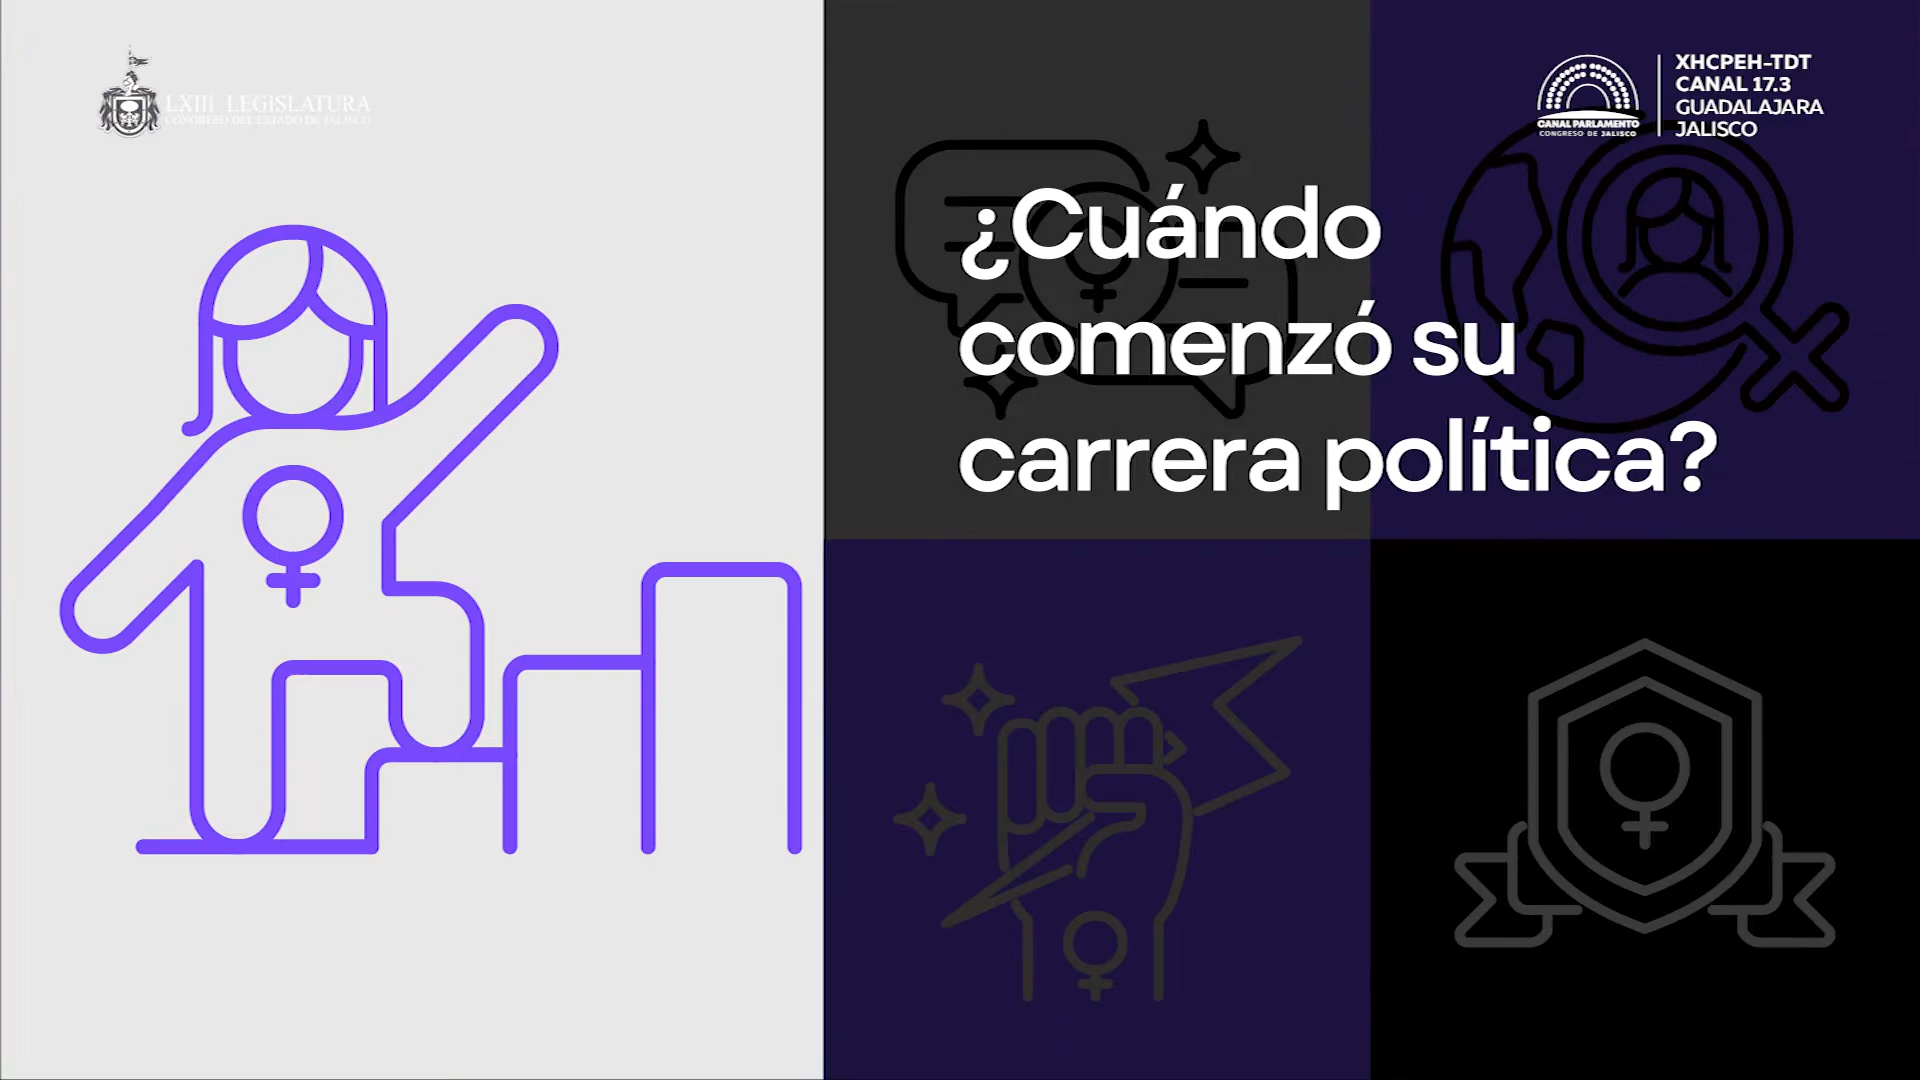 LXIII LEGISLATURA
CONGRESO DEL ESTADO DE JALISCO
CANAL PARLAMENTO
CONGRESO DE JALISCO
XHCPEH-TDT
CANAL 17.3
GUADALAJARA
JALISCO
¿Cuándo
comenzó su
carrera política?